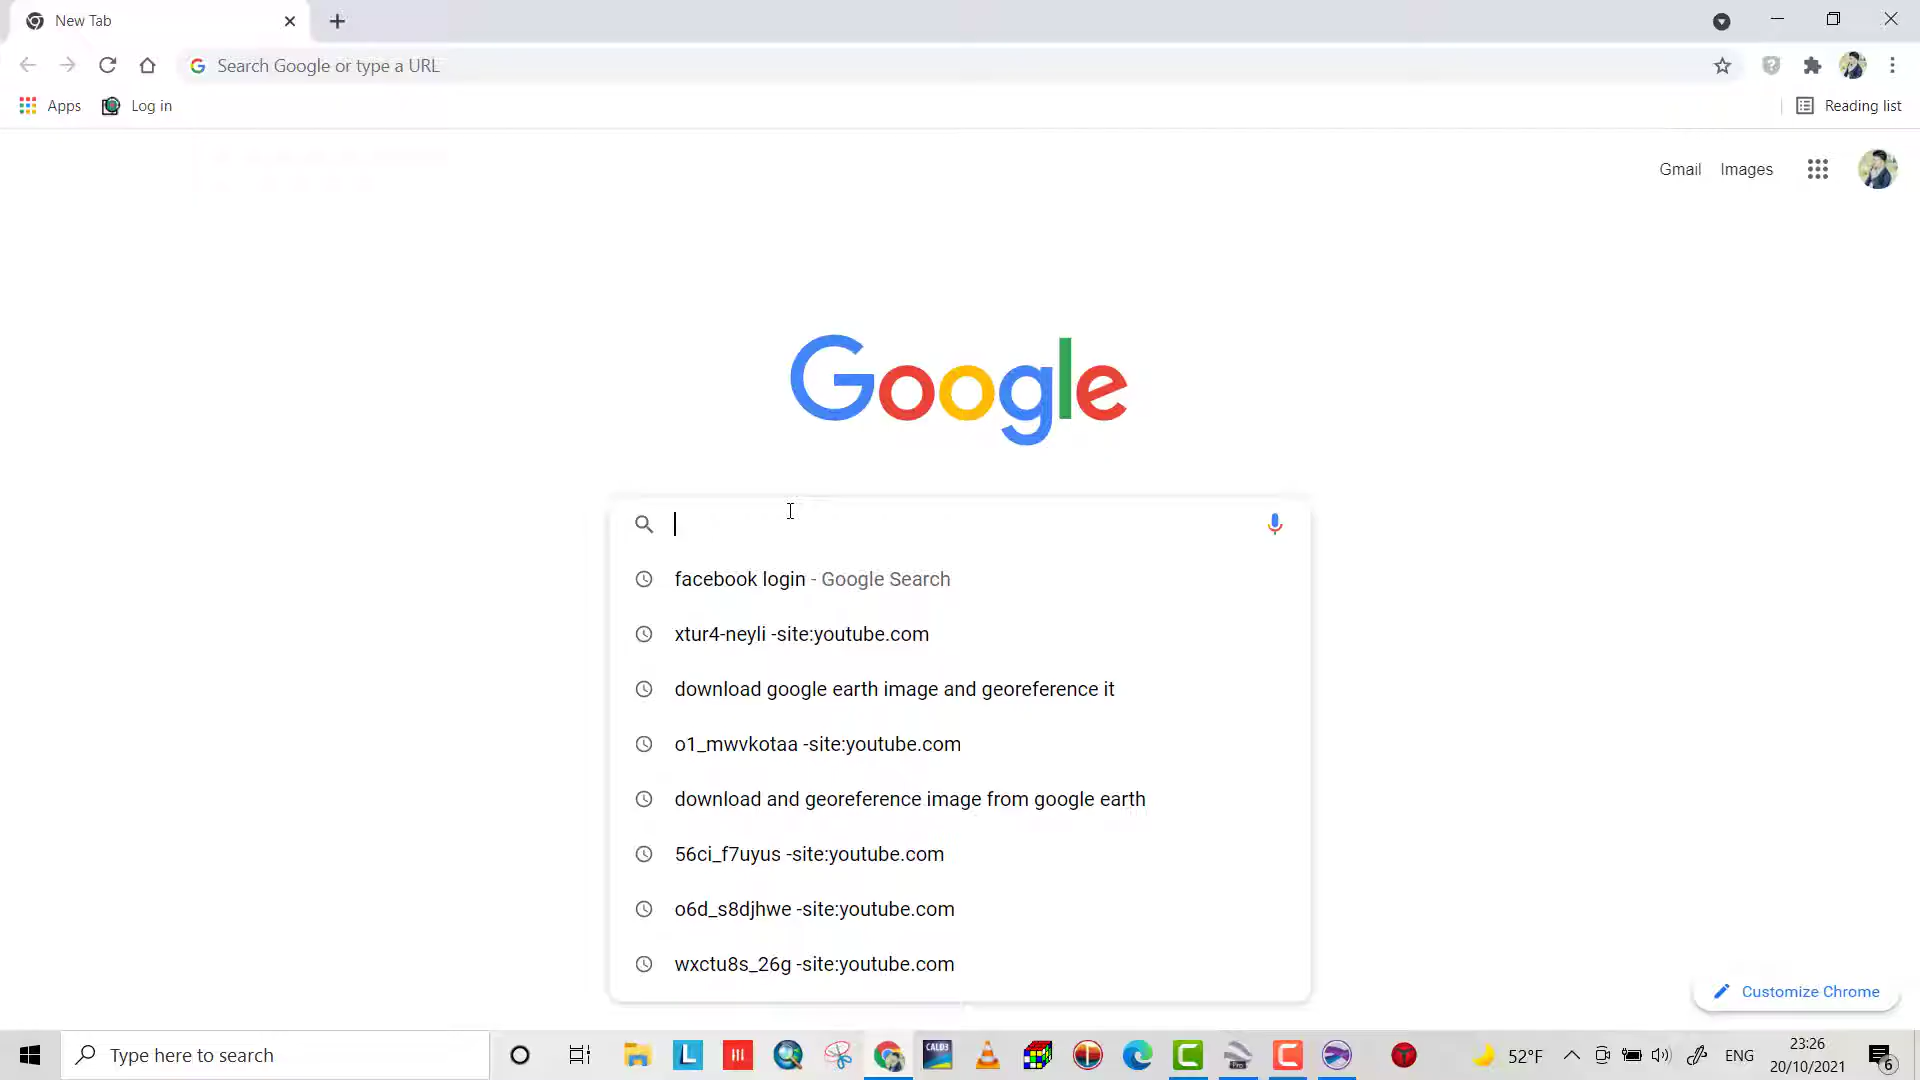 New Tab
Search Google or type a URL
Apps
Log in
Reading list
Gmail
Images
Google
facebook login - Google Search
xtur4-neyli -site:youtube.com
download google earth image and georeference it
o1_mwvkotaa -site:youtube.com
download and georeference image from google earth
56ci_f7uyus -site:youtube.com
o6d_s8djhwe -site:youtube.com
wxctu8s_26g -site:youtube.com
Customize Chrome
Type here to search
L
CALD3
C
Pro
C
52°F
ENG
23:26
20/10/2021
6